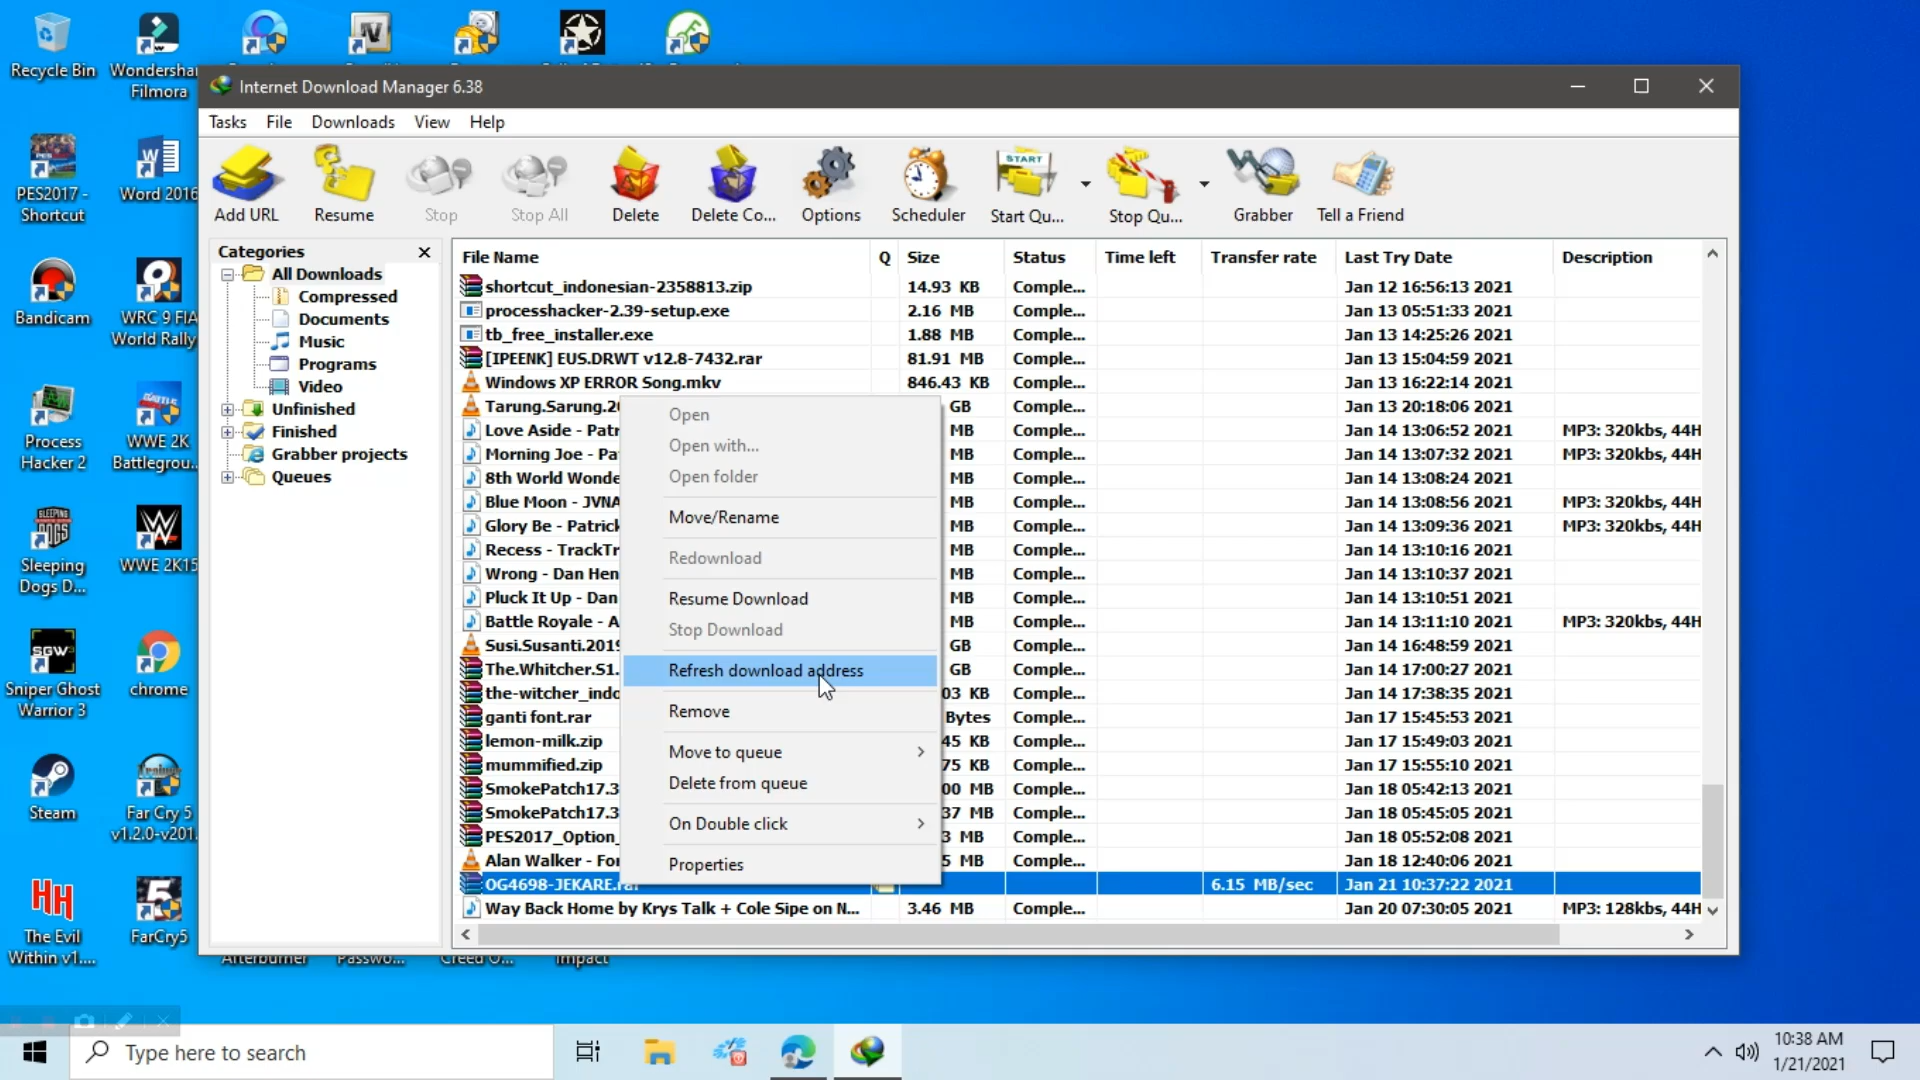 Recycle Bin
Wondersha
Filmora
PES2017 -
Shortcut
Word 2016
Bandicam
WRC 9 FIA
World Rally
Process
Hacker 2
WWE 2K
Battlegrou...
Sleeping
Dogs D...
WWE 2K15
Sniper Ghost
Warrior 3
chrome
Steam
Far Cry 5
v1.2.0-v201.
The Evil
Within v1....
FarCry5
Afterburner
Passwo...
Creed O...
Impact
Internet Download Manager 6.38
Tasks File Downloads View Help
Add URL
Resume
Stop
Stop All
START
Delete
Delete Co...
Options
Scheduler
Start Qu...
Stop Qu...
Grabber
Tell a Friend
Categories
All Downloads
Compressed
Documents
Music
Programs
Video
Unfinished
Finished
Grabber projects
Queues
File Name Q Size Status Time left Transfer rate Last Try Date Description
shortcut_indonesian-2358813.zip 14.93 KB Comple... Jan 12 16:56:13 2021
processhacker-2.39-setup.exe 2.16 MB Comple... Jan 13 05:51:33 2021
tb_free_installer.exe 1.88 MB Comple... Jan 13 14:25:26 2021
[IPEENK] EUS.DRWT v12.8-7432.rar 81.91 MB Comple... Jan 13 15:04:59 2021
Windows XP ERROR Song.mkv 846.43 KB Comple... Jan 13 16:22:14 2021
Tarung.Sarung.20 GB Comple... Jan 13 20:18:06 2021
Love Aside - Patr MB Comple... Jan 14 13:06:52 2021 MP3: 320kbs, 44H
Morning Joe - Pa MB Comple... Jan 14 13:07:32 2021 MP3: 320kbs, 44H
8th World Wonde MB Comple... Jan 14 13:08:24 2021
Blue Moon - JVNA MB Comple... Jan 14 13:08:56 2021 MP3: 320kbs, 44H
Glory Be - Patrick MB Comple... Jan 14 13:09:36 2021 MP3: 320kbs, 44H
Recess - TrackTr MB Comple... Jan 14 13:10:16 2021
Wrong - Dan Hen MB Comple... Jan 14 13:10:37 2021
Pluck It Up - Dan MB Comple... Jan 14 13:10:51 2021
Battle Royale - A MB Comple... Jan 14 13:11:10 2021 MP3: 320kbs, 44H
Susi.Susanti.2019 GB Comple... Jan 14 16:48:59 2021
The.Whitcher.S1. GB Comple... Jan 14 17:00:27 2021
the-witcher_indo 03 KB Comple... Jan 14 17:38:35 2021
ganti font.rar Bytes Comple... Jan 17 15:45:53 2021
lemon-milk.zip 45 KB Comple... Jan 17 15:49:03 2021
mummified.zip 75 KB Comple... Jan 17 15:55:10 2021
SmokePatch17.3 00 MB Comple... Jan 18 05:42:13 2021
SmokePatch17.3 37 MB Comple... Jan 18 05:45:05 2021
PES2017_Option_ 3 MB Comple... Jan 18 05:52:08 2021
Alan Walker - For 5 MB Comple... Jan 18 12:40:06 2021
OG4698-JEKARE.rar 6.15 MB/sec Jan 21 10:37:22 2021
Way Back Home by Krys Talk + Cole Sipe on N... 3.46 MB Comple... Jan 20 07:30:05 2021 MP3: 128kbs, 44H
Open
Open with...
Open folder
Move/Rename
Redownload
Resume Download
Stop Download
Refresh download address
Remove
Move to queue
Delete from queue
On Double click
Properties
Type here to search
10:38 AM
1/21/2021